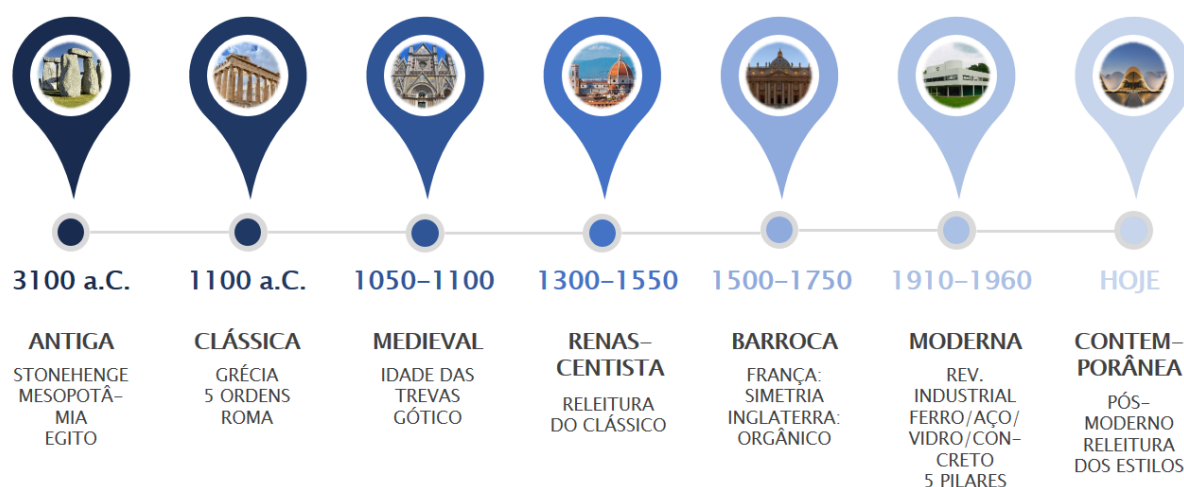 3100 a.C.
1100 a.C.
1050–1100
1300–1550
1500–1750
1910–1960
HOJE
ANTIGA
STONEHENGE
MESOPOTÂ-
MIA
EGITO
CLÁSSICA
GRÉCIA
5 ORDENS
ROMA
MEDIEVAL
IDADE DAS
TREVAS
GÓTICO
RENAS-
CENTISTA
RELEITURA
DO CLÁSSICO
BARROCA
FRANÇA:
SIMETRIA
INGLATERRA:
ORGÂNICO
MODERNA
REV.
INDUSTRIAL
FERRO/AÇO/
VIDRO/CON-
CRETO
5 PILARES
CONTEM-
PORÂNEA
PÓS-
MODERNO
RELEITURA
DOS ESTILOS